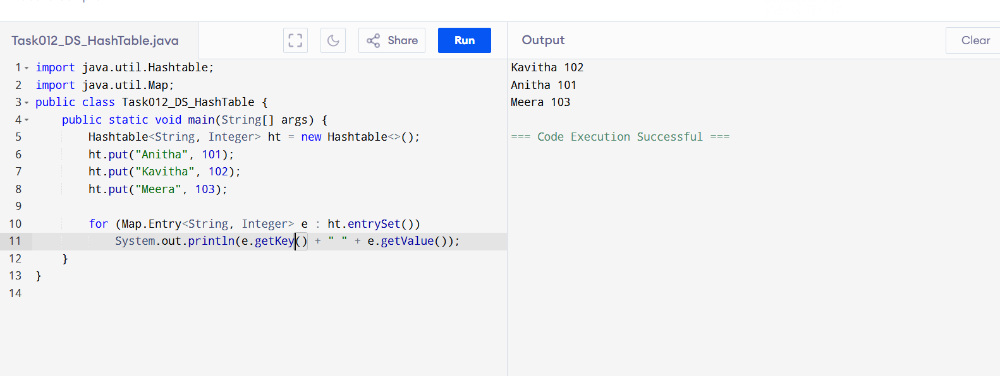 Task012_DS_HashTable.java
Share
Run
Output
Clear
1 import java.util.Hashtable;
2 import java.util.Map;
3 public class Task012_DS_HashTable {
4     public static void main(String[] args) {
5         Hashtable<String, Integer> ht = new Hashtable<>();
6         ht.put("Anitha", 101);
7         ht.put("Kavitha", 102);
8         ht.put("Meera", 103);
9
10         for (Map.Entry<String, Integer> e : ht.entrySet())
11             System.out.println(e.getKey() + " " + e.getValue());
12     }
13 }
14
Kavitha 102
Anitha 101
Meera 103
=== Code Execution Successful ===